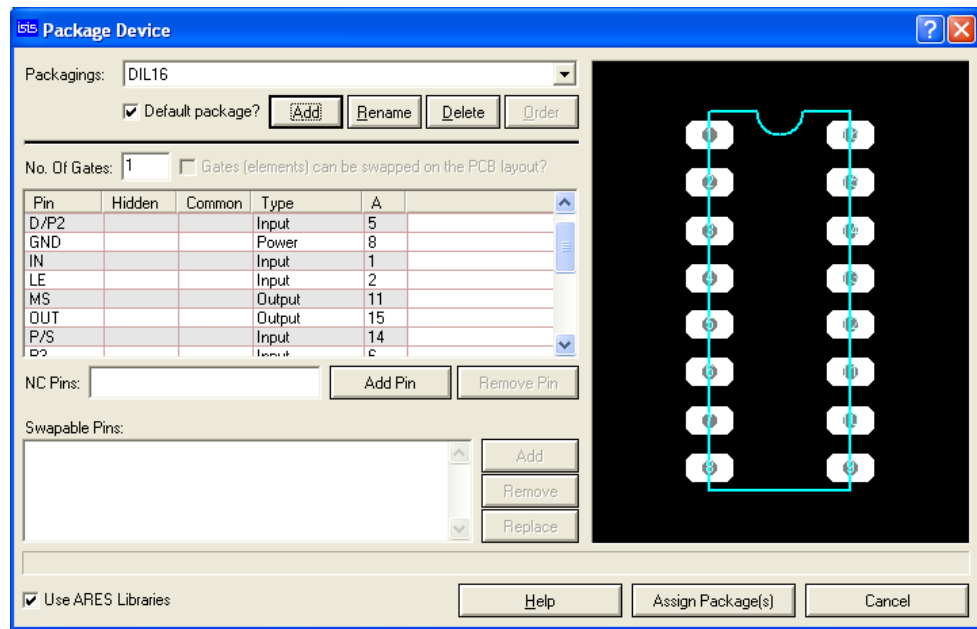 isis Package Device
Packagings: DIL16
Default package? Add Rename Delete Order
No. Of Gates: 1 Gates (elements) can be swapped on the PCB layout?
Pin Hidden Common Type A
D/P2 Input 5
GND Power 8
IN Input 1
LE Input 2
MS Output 11
OUT Output 15
P/S Input 14
NC Pins: Add Pin Remove Pin
Swapable Pins:
Add
Remove
Replace
Use ARES Libraries Help Assign Package(s) Cancel